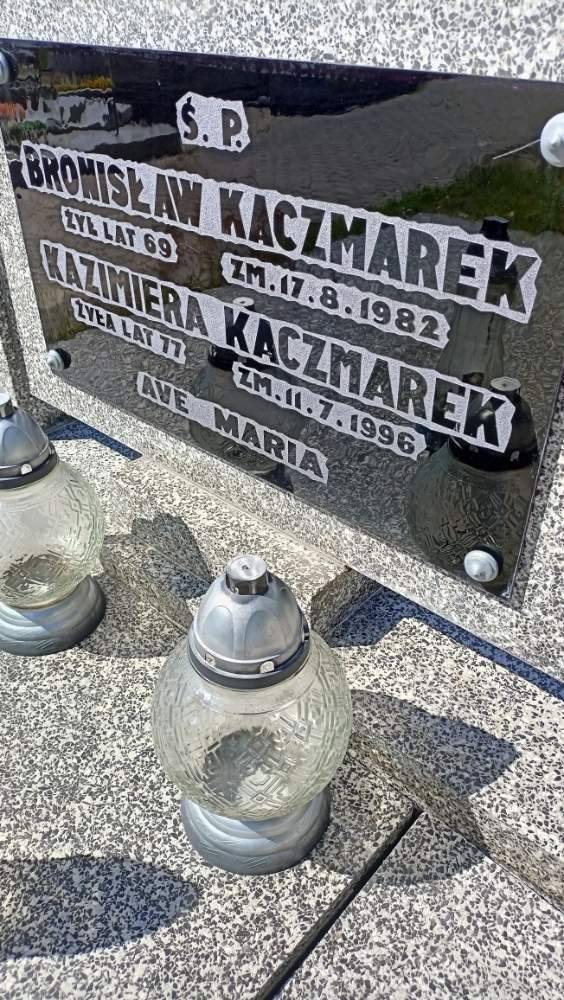 Ś. P.
BRONISŁAW KACZMAREK
ŻYŁ LAT 69 ZM. 17.8.1982
KAZIMIERA KACZMAREK
ŻYŁA LAT 77 ZM. 11.7.1996
AVE MARIA